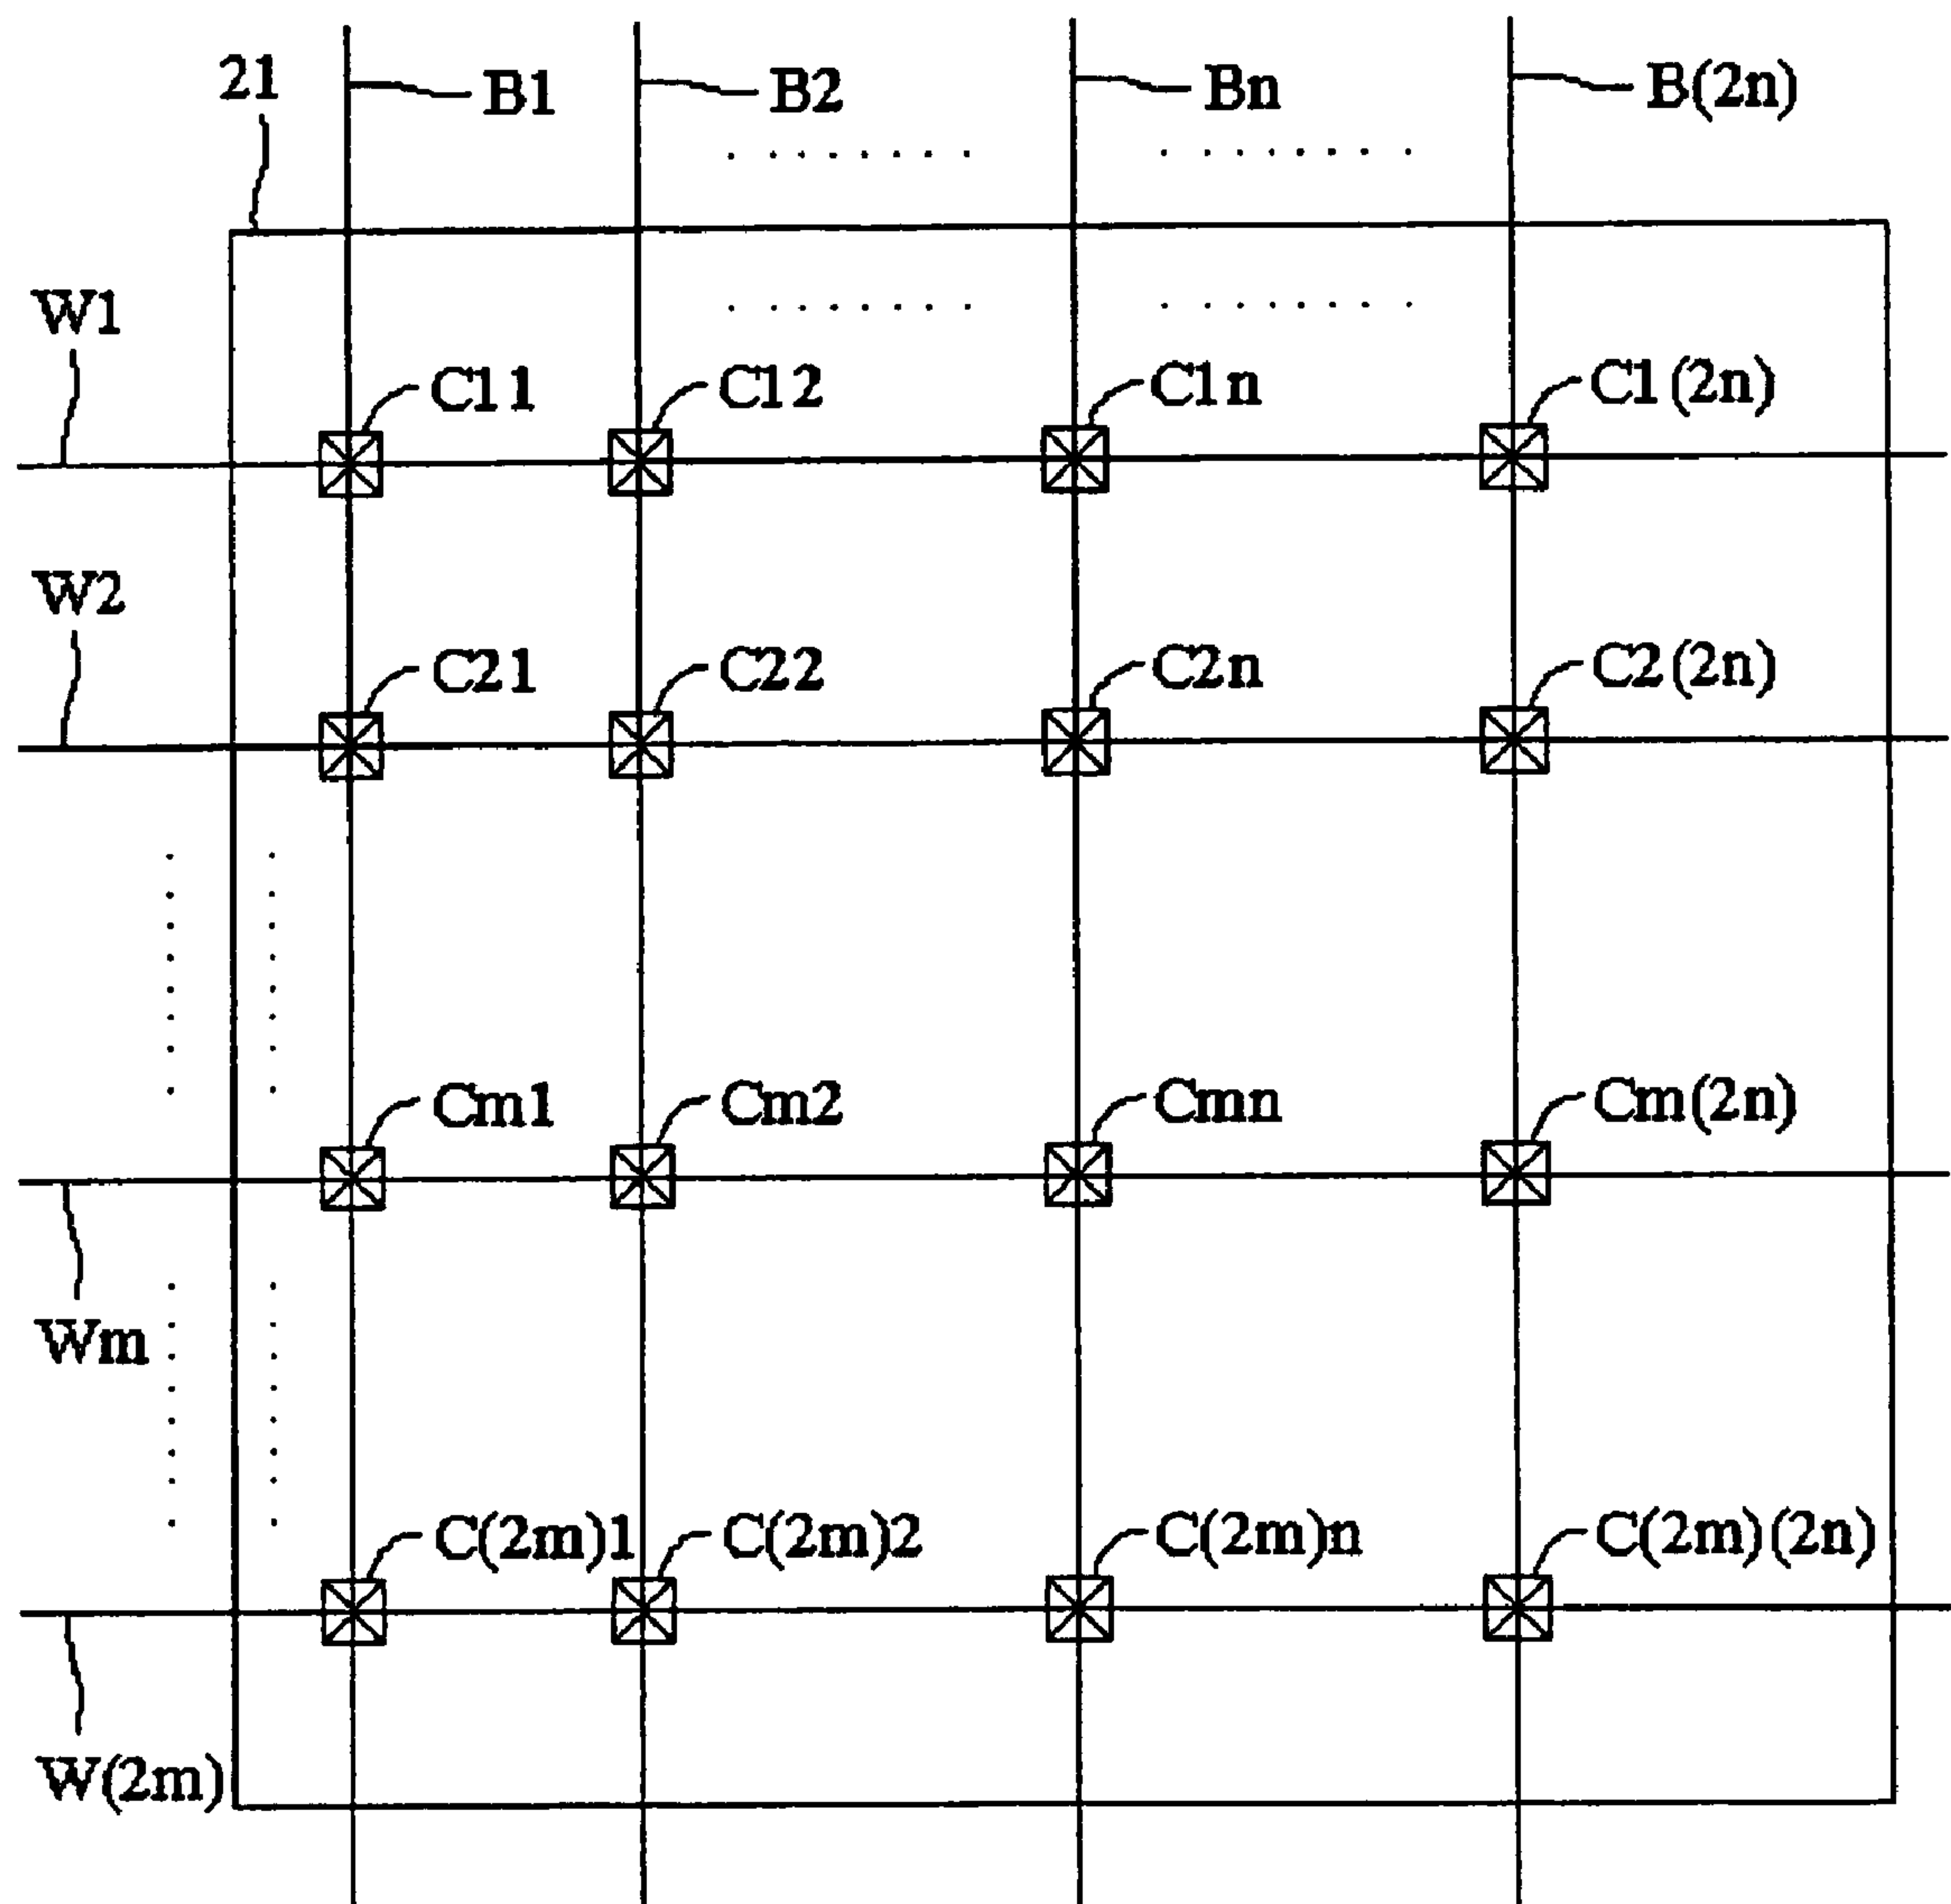 21
B1
B2
Bn
B(2n)
W1
C11
C12
C1n
C1(2n)
W2
C21
C22
C2n
C2(2n)
Cm1
Cm2
Cmn
Cm(2n)
Wm
C(2m)1
C(2m)2
C(2m)n
C(2m)(2n)
W(2m)